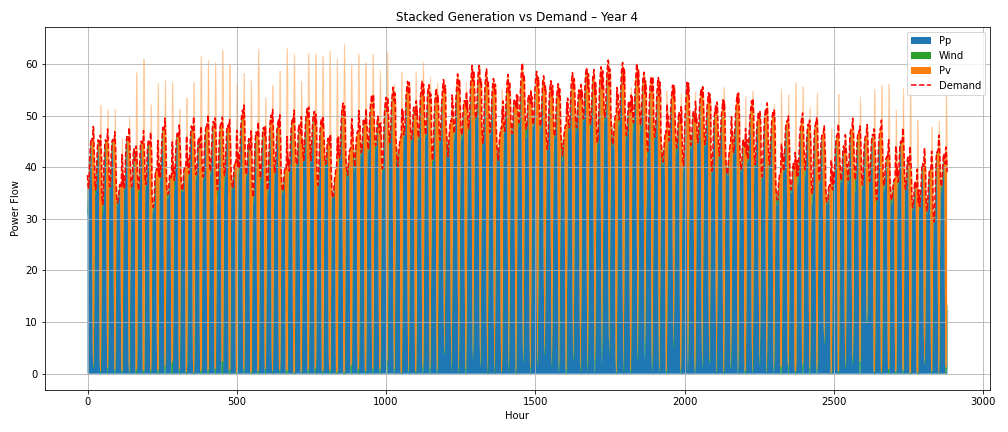 Stacked Generation vs Demand – Year 4
Pp
Wind
Pv
Demand
Power Flow
60
50
40
30
20
10
0
0 500 1000 1500 2000 2500 3000
Hour